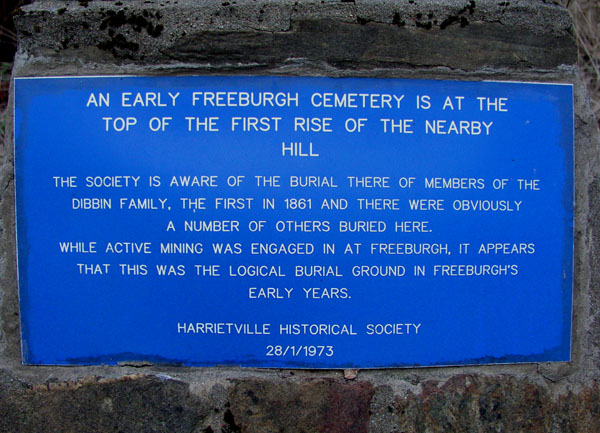 AN EARLY FREEBURGH CEMETERY IS AT THE
TOP OF THE FIRST RISE OF THE NEARBY
HILL
THE SOCIETY IS AWARE OF THE BURIAL THERE OF MEMBERS OF THE
DIBBIN FAMILY, THE FIRST IN 1861 AND THERE WERE OBVIOUSLY
A NUMBER OF OTHERS BURIED HERE.
WHILE ACTIVE MINING WAS ENGAGED IN AT FREEBURGH, IT APPEARS
THAT THIS WAS THE LOGICAL BURIAL GROUND IN FREEBURGH'S
EARLY YEARS.
HARRIETVILLE HISTORICAL SOCIETY
28/1/1973